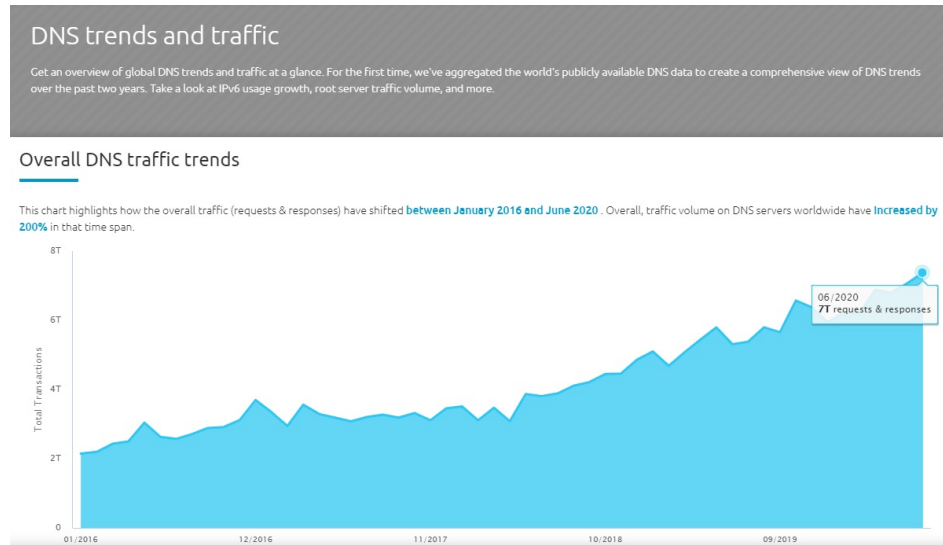 DNS trends and traffic
Get an overview of global DNS trends and traffic at a glance. For the first time, we've aggregated the world's publicly available DNS data to create a comprehensive view of DNS trends
over the past two years. Take a look at IPv6 usage growth, root server traffic volume, and more.
Overall DNS traffic trends
This chart highlights how the overall traffic (requests & responses) have shifted between January 2016 and June 2020 . Overall, traffic volume on DNS servers worldwide have Increased by
200% in that time span.
8T
06/2020
7T requests & responses
6T
Total Transactions
4T
2T
0
01/2016 12/2016 11/2017 10/2018 09/2019